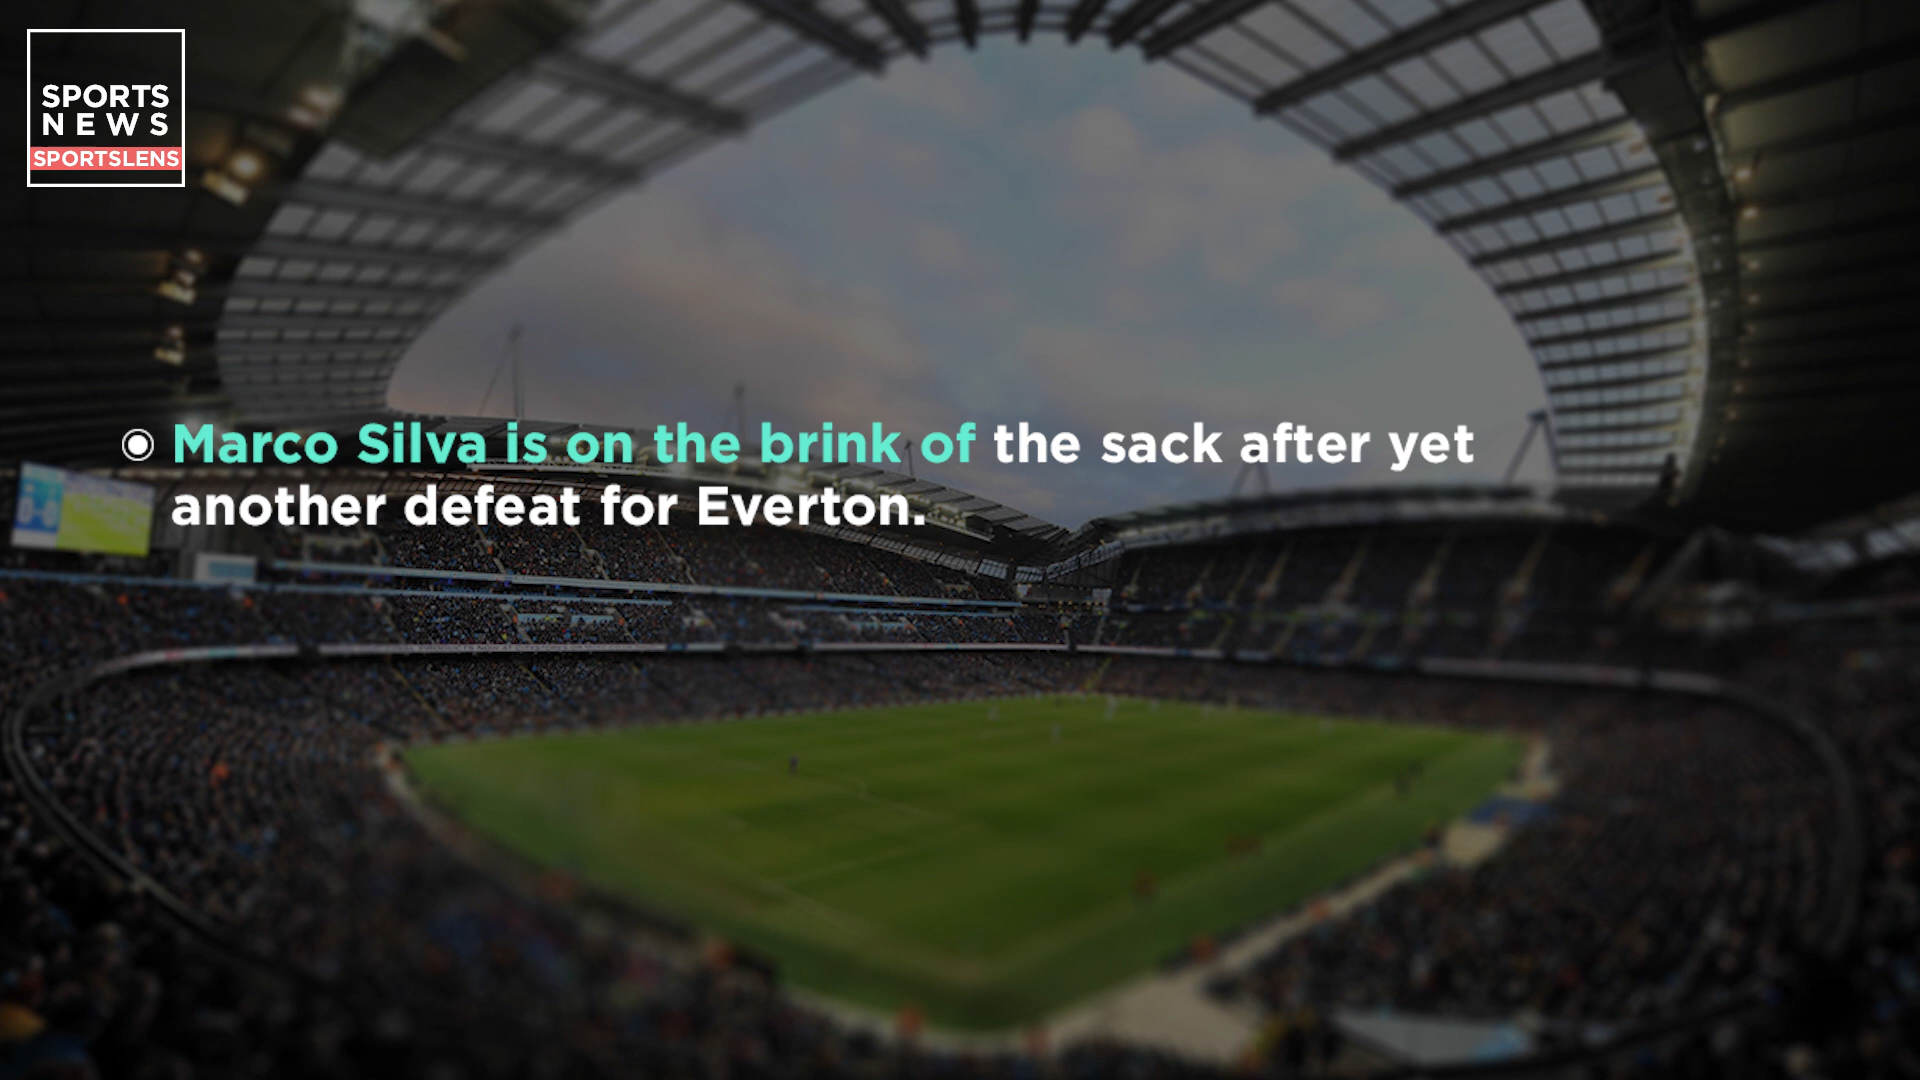 SPORTS
NEWS
SPORTSLENS
Marco Silva is on the brink of the sack after yet
another defeat for Everton.